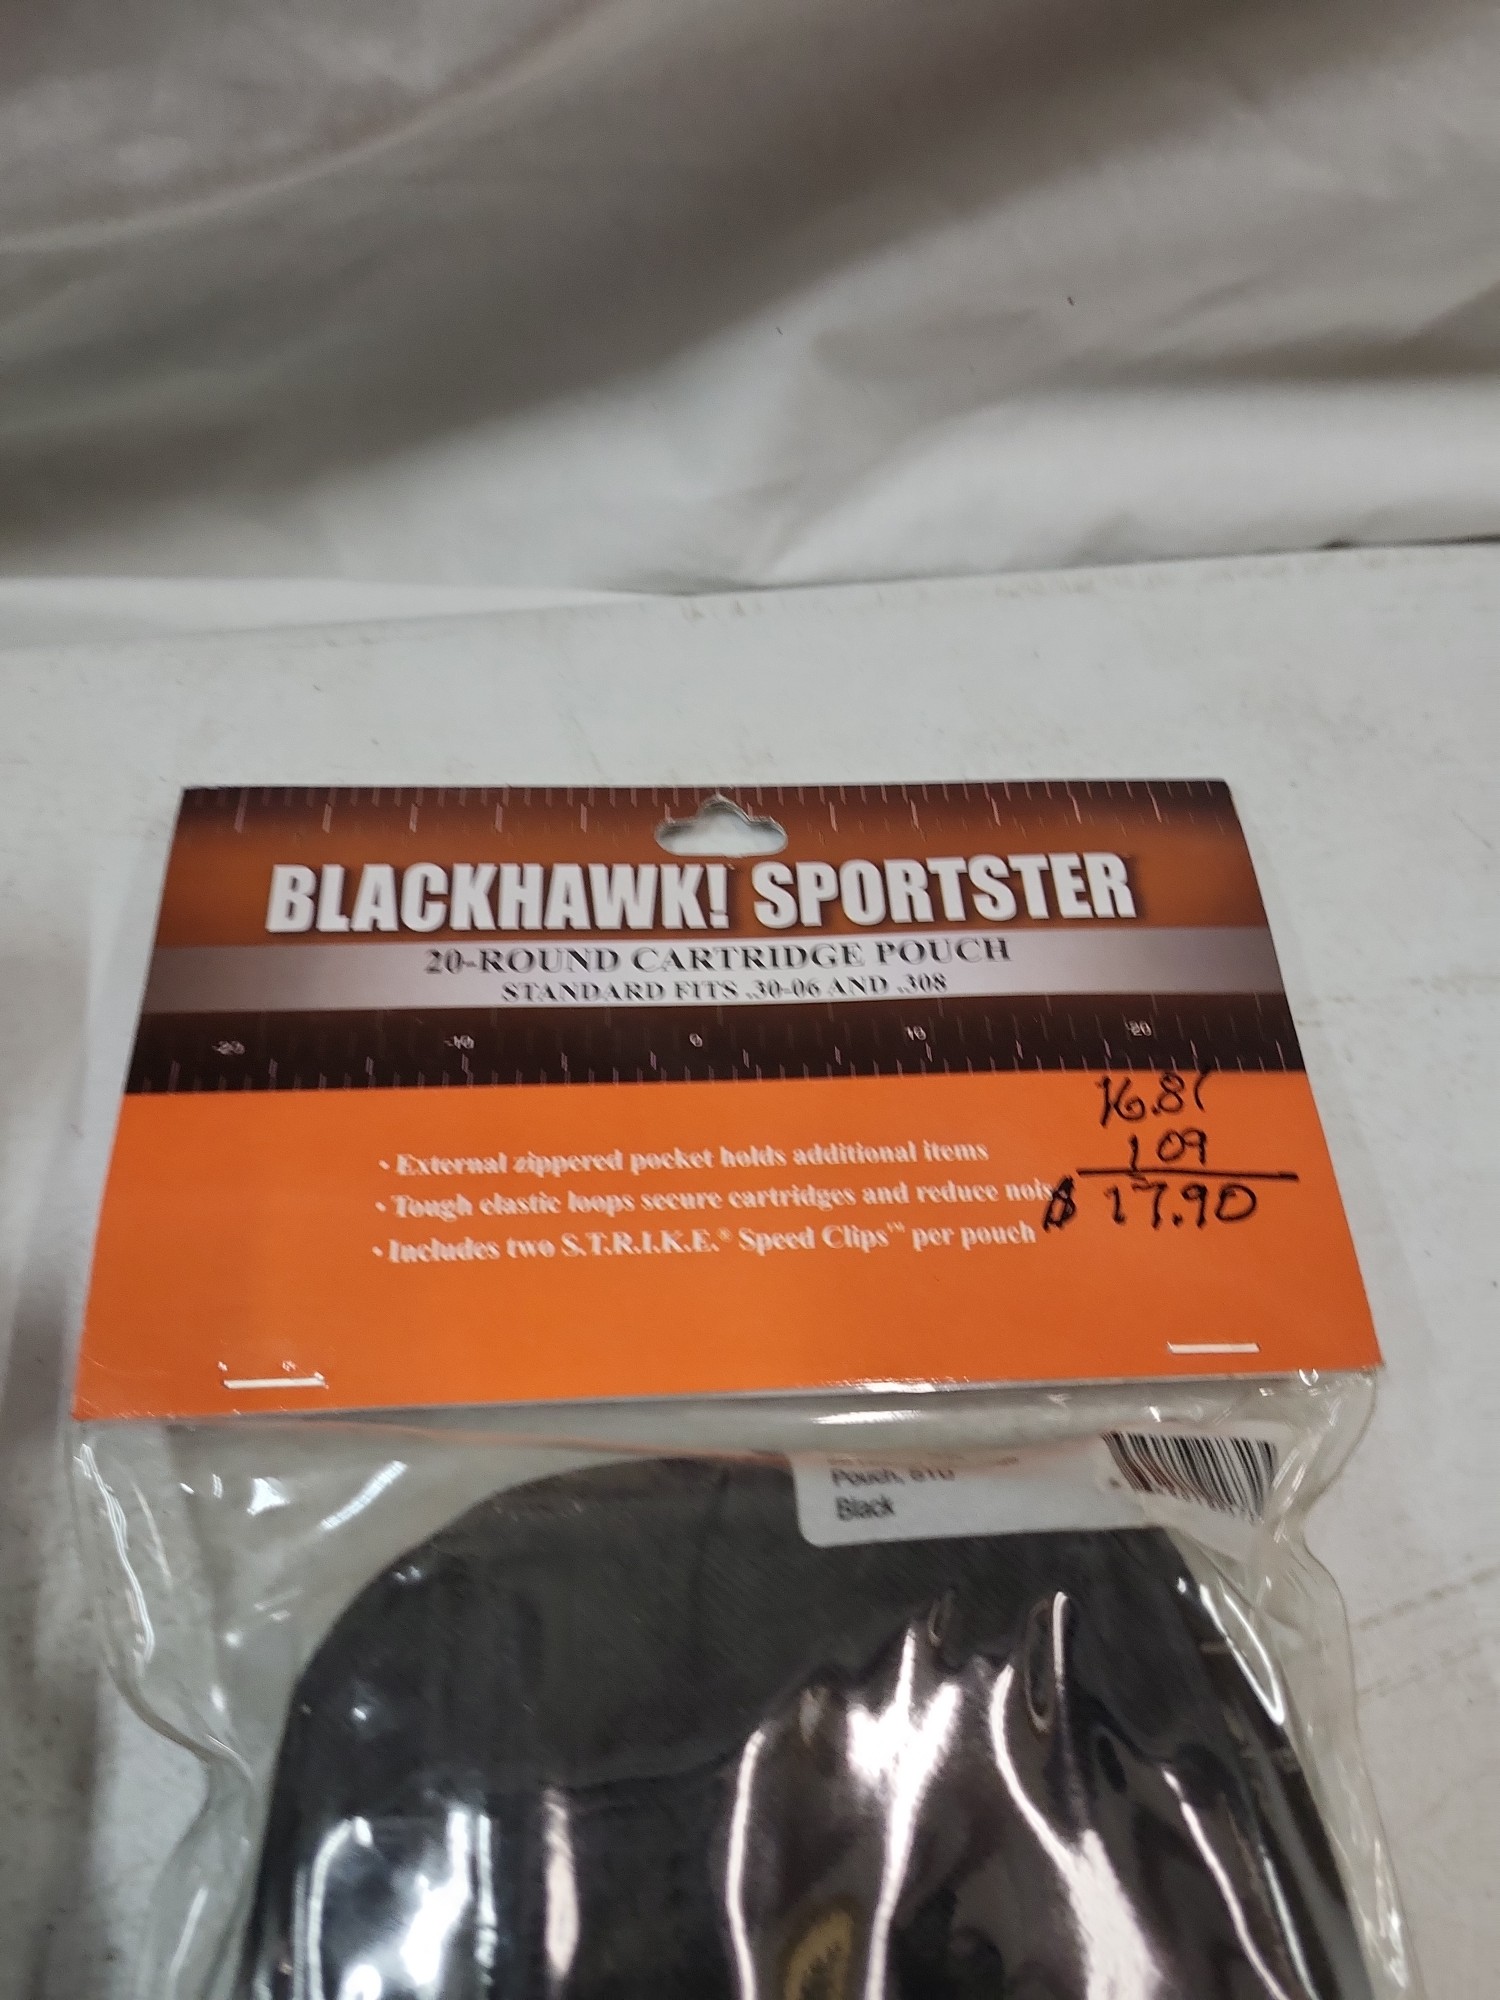 BLACKHAWK! SPORTSTER
20-ROUND CARTRIDGE POUCH
STANDARD FITS .30-06 AND .308
-20 -10 0 10 20
16.81
1 09
$ 17.90
• External zippered pocket holds additional items
• Tough elastic loops secure cartridges and reduce
• Includes two S.T.R.I.K.E.® Speed Clips™ per pouch
Pouch,
Black